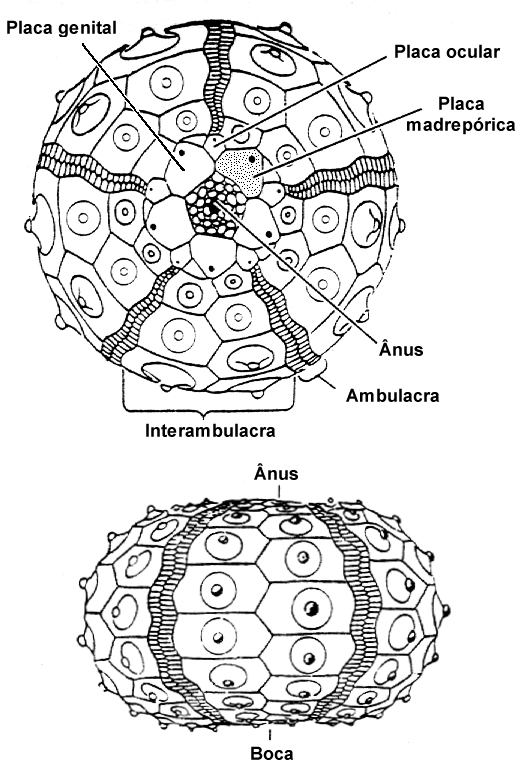 Placa genital
Placa ocular
Placa
madrepórica
Ânus
Ambulacra
Interambulacra
Ânus
Boca